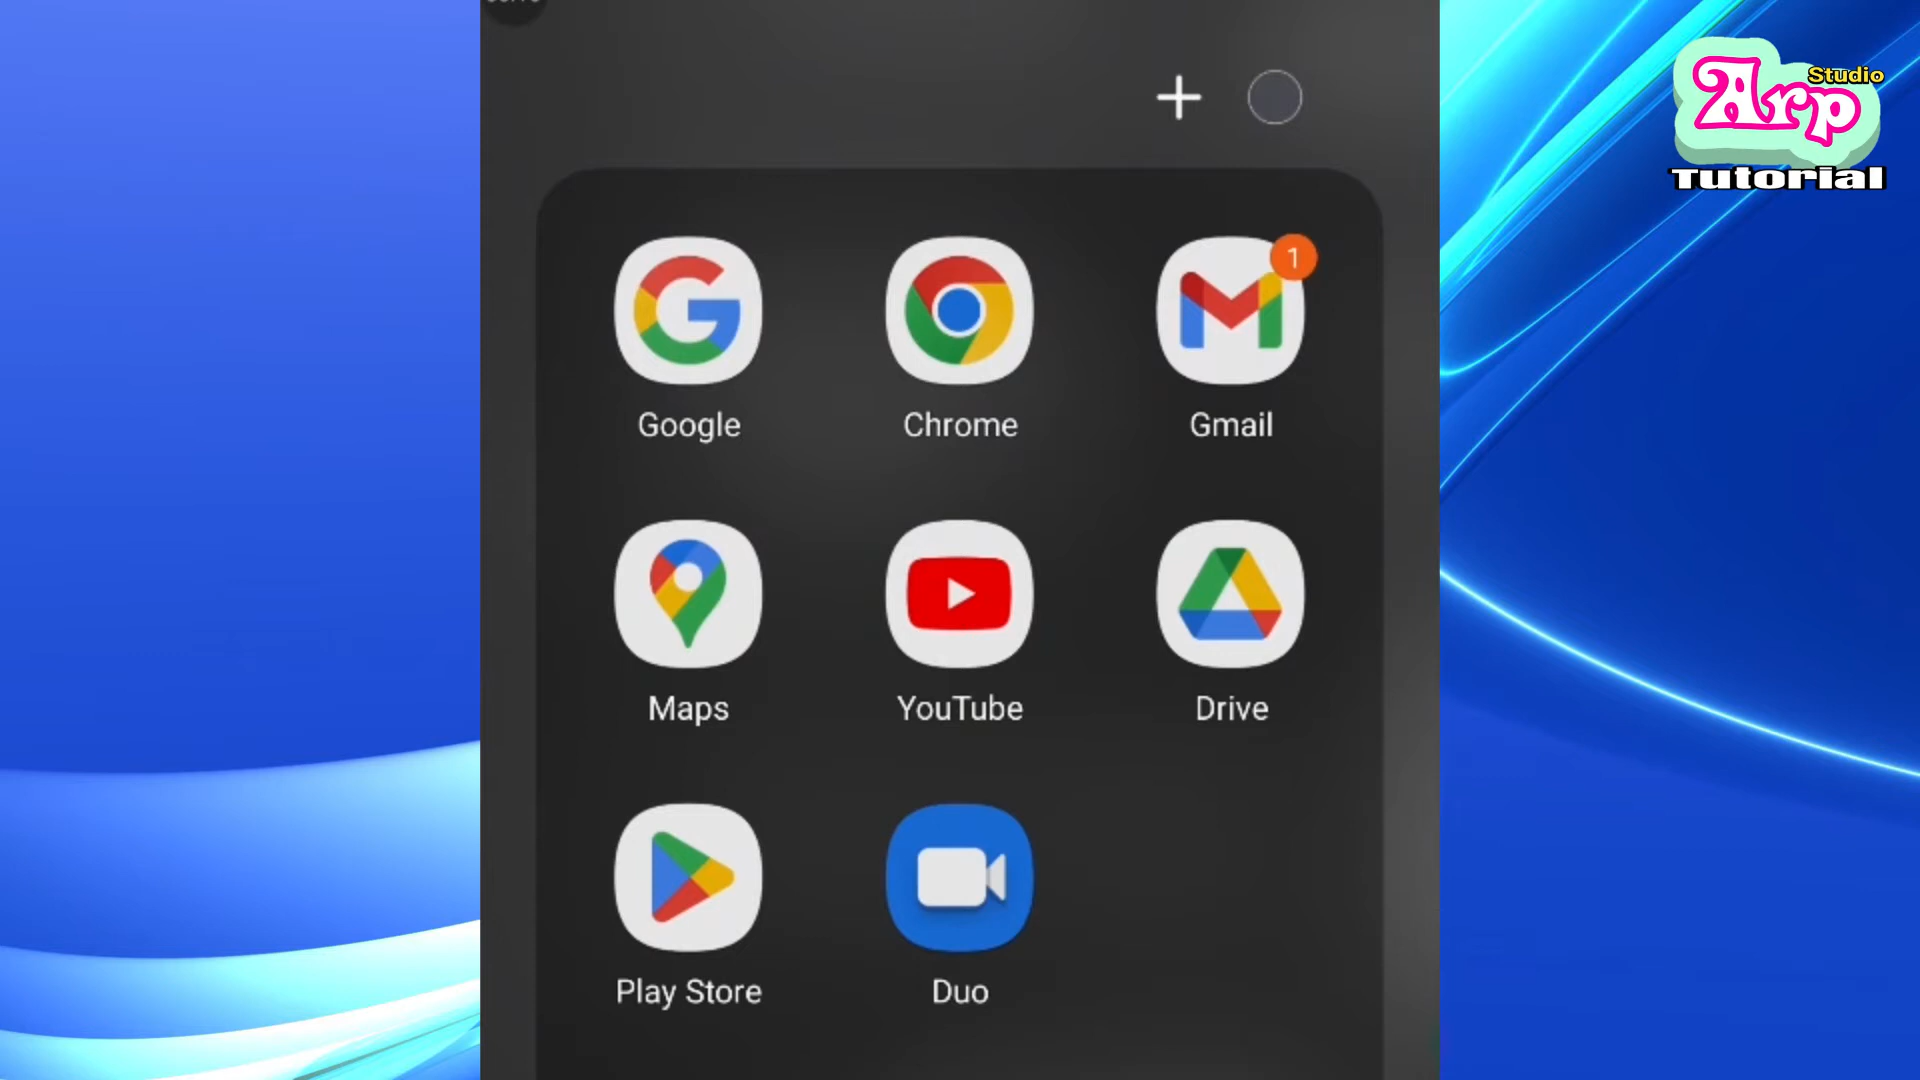 Studio
Arp
Tutorial
1
Google
Chrome
Gmail
Maps
YouTube
Drive
Play Store
Duo